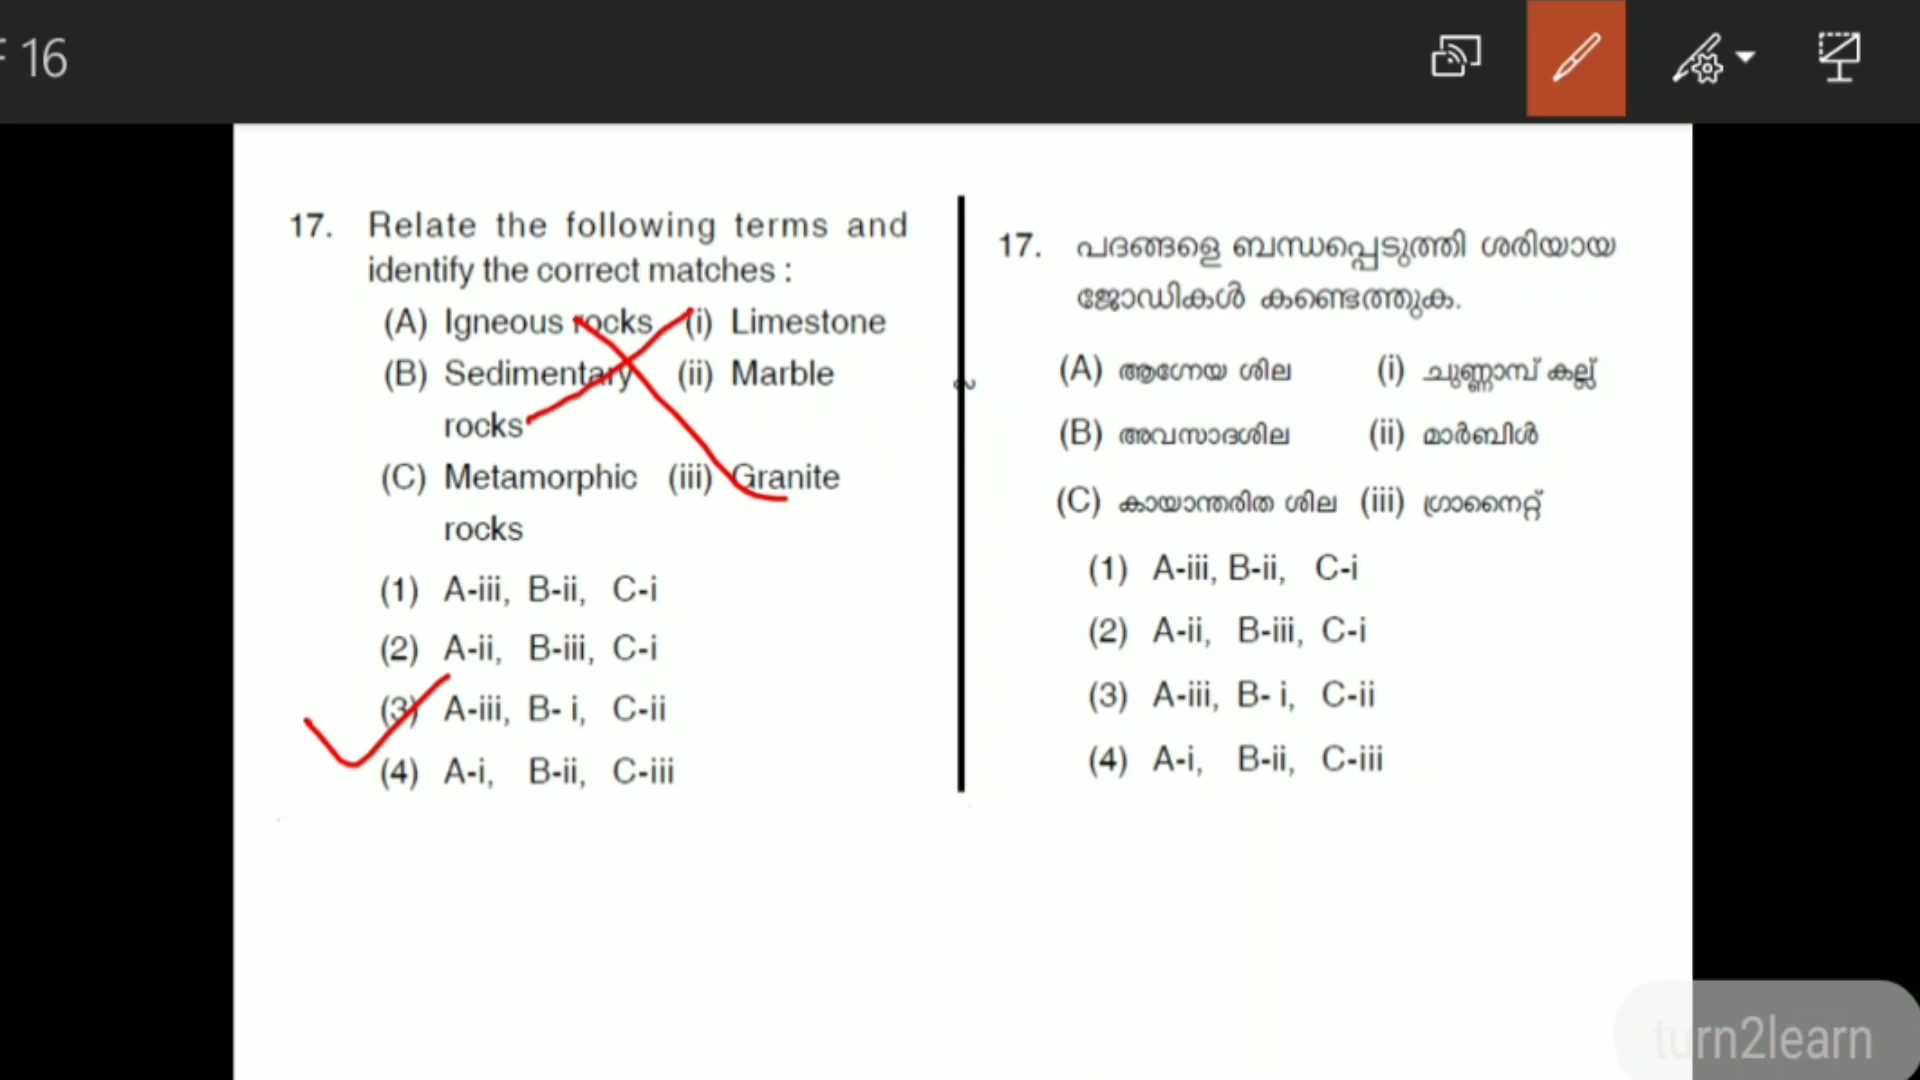 F 16
17. Relate the following terms and
identify the correct matches :
(A) Igneous rocks (i) Limestone
(B) Sedimentary (ii) Marble
rocks
(C) Metamorphic (iii) Granite
rocks
(1) A-iii, B-ii, C-i
(2) A-ii, B-iii, C-i
(3) A-iii, B- i, C-ii
(4) A-i, B-ii, C-iii
17. പദങ്ങളെ ബന്ധപ്പെടുത്തി ശരിയായ
ജോഡികൾ കണ്ടെത്തുക.
(A) ആഗ്നേയ ശില (i) ചുണ്ണാമ്പ് കല്ല്
(B) അവസാദശില (ii) മാർബിൾ
(C) കായാന്തരിത ശില (iii) ഗ്രാനൈറ്റ്
(1) A-iii, B-ii, C-i
(2) A-ii, B-iii, C-i
(3) A-iii, B- i, C-ii
(4) A-i, B-ii, C-iii
turn2learn